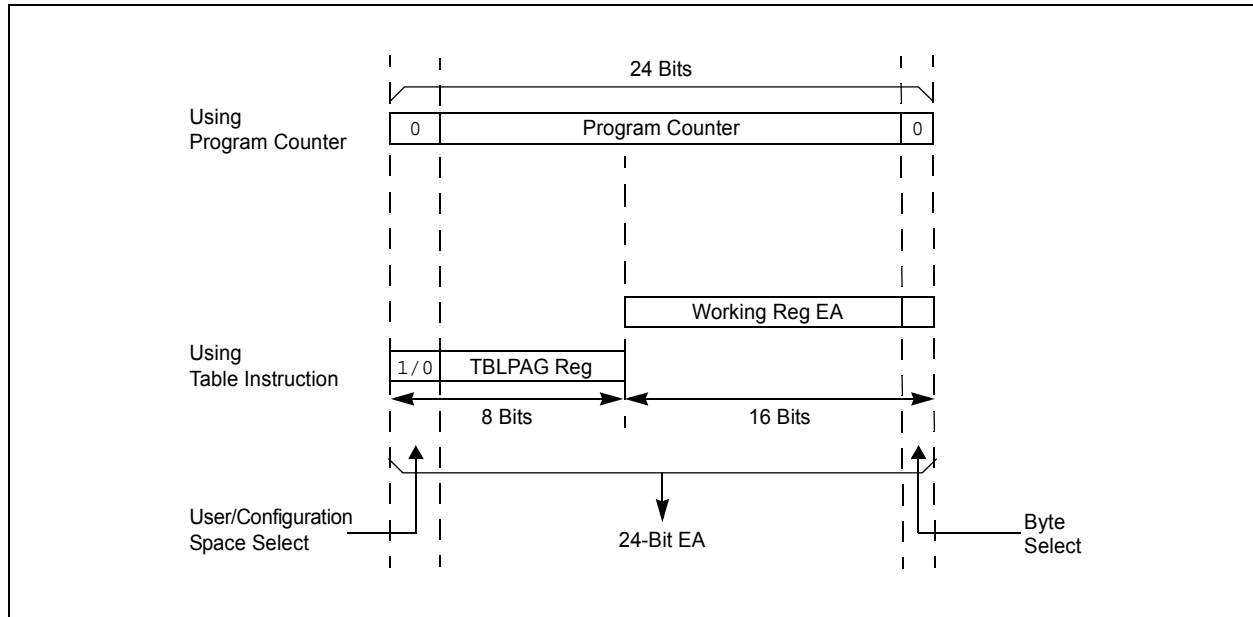 24 Bits
Using
Program Counter
0
Program Counter
0
Working Reg EA
Using
Table Instruction
1/0
TBLPAG Reg
8 Bits
16 Bits
User/Configuration
Space Select
24-Bit EA
Byte
Select